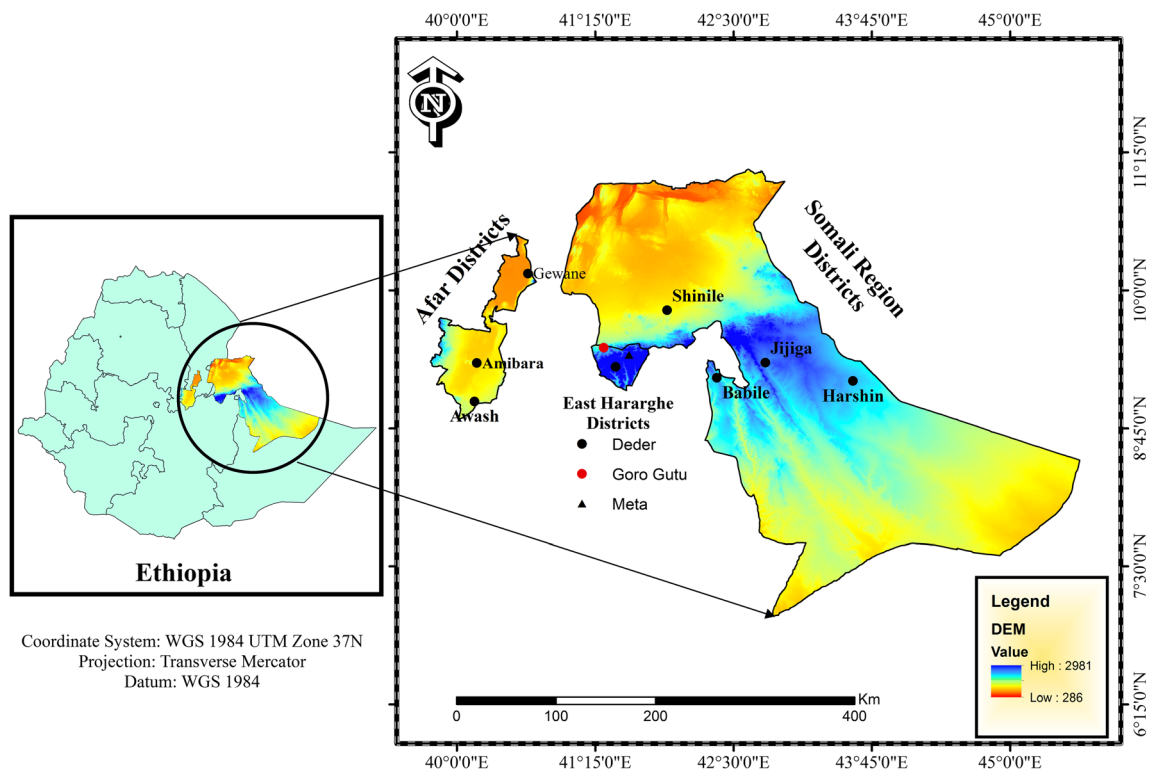 40°0'0"E 41°15'0"E 42°30'0"E 43°45'0"E 45°0'0"E
N
11°15'0"N
10°0'0"N
8°45'0"N
7°30'0"N
6°15'0"N
Afar Districts
Somali Region
Districts
Gewane
Shinile
Amibara
Jijiga
Babile
Harshin
Awash
East Hararghe
Districts
Deder
Goro Gutu
Meta
Ethiopia
Legend
DEM
Value
High : 2981
Low : 286
Coordinate System: WGS 1984 UTM Zone 37N
Projection: Transverse Mercator
Datum: WGS 1984
Km
0 100 200 400
40°0'0"E 41°15'0"E 42°30'0"E 43°45'0"E 45°0'0"E